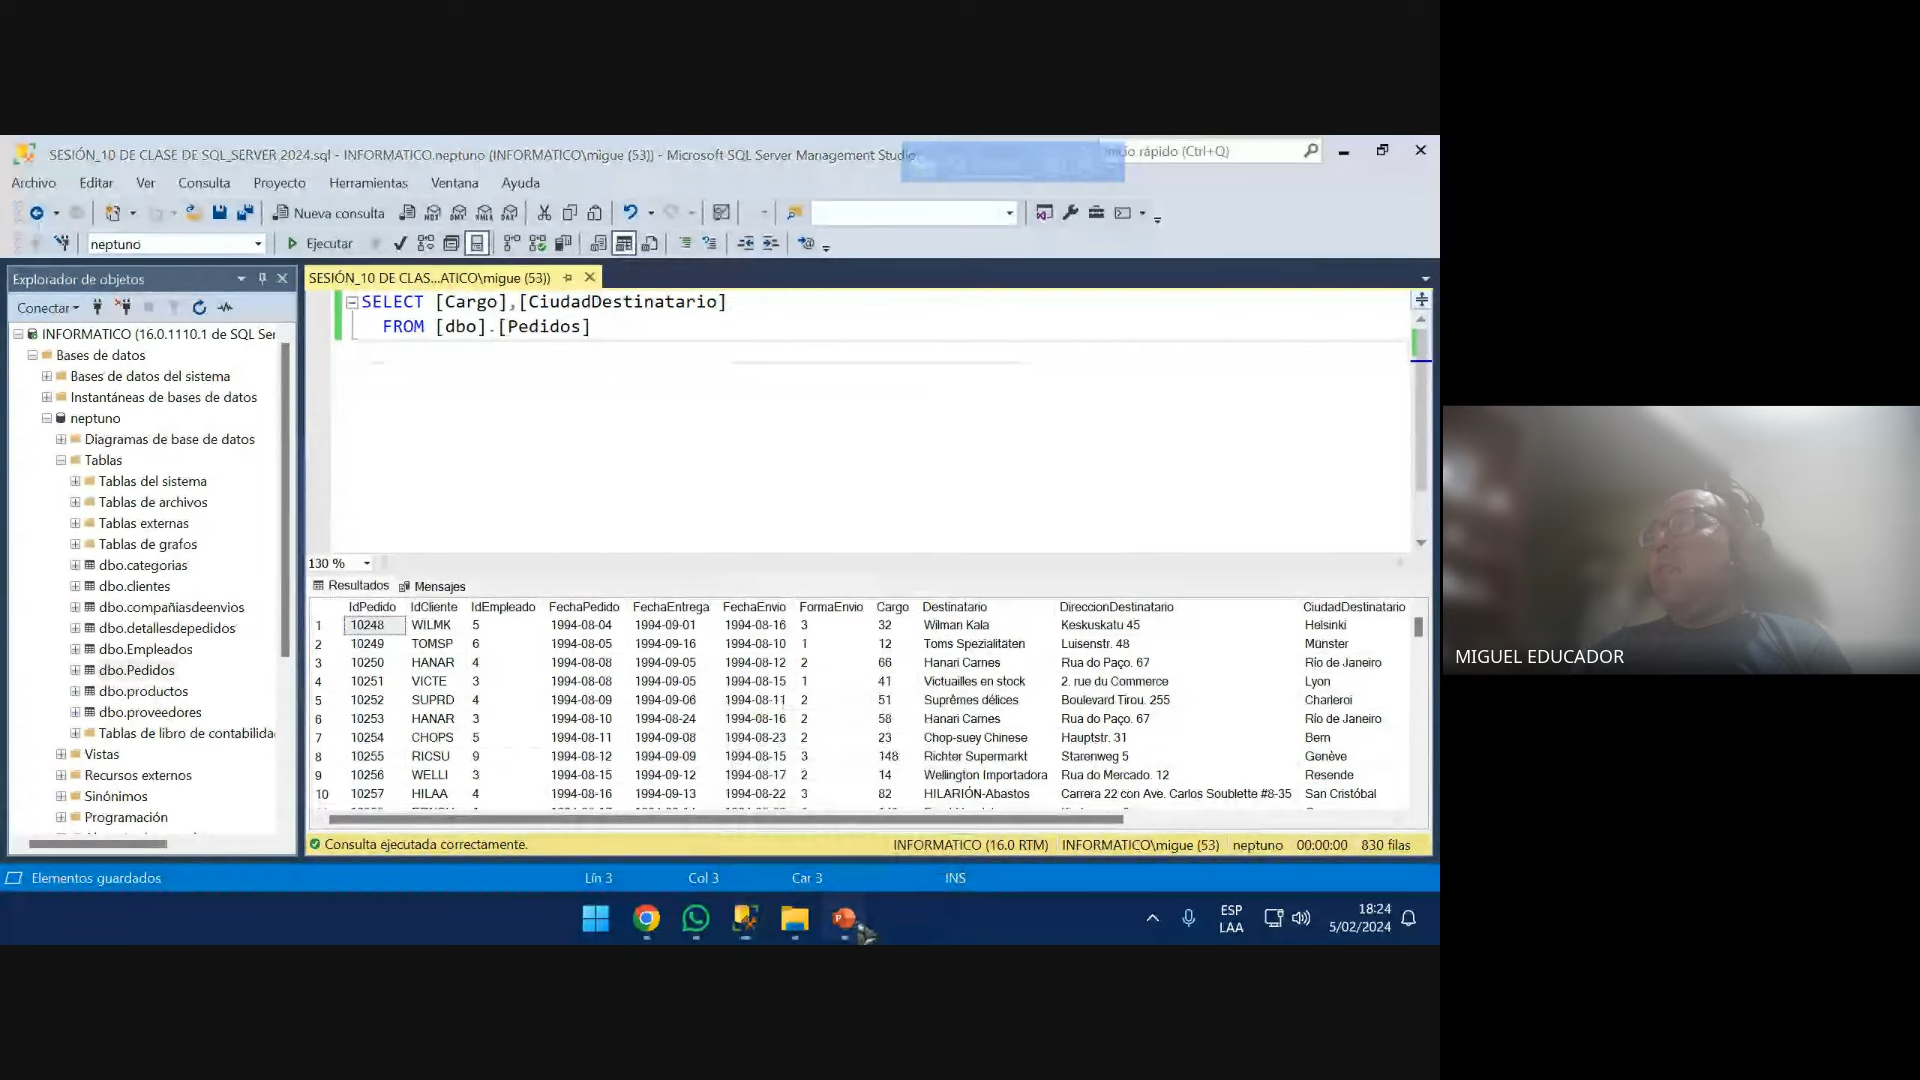 SESIÓN_10 DE CLASE DE SQL_SERVER 2024.sql - INFORMATICO.neptuno (INFORMATICO\migue (53)) - Microsoft SQL Server Management Studio
rápido (Ctrl+Q)
Archivo Editar Ver Consulta Proyecto Herramientas Ventana Ayuda
Nueva consulta
neptuno Ejecutar
Explorador de objetos
Conectar
INFORMATICO (16.0.1110.1 de SQL Ser
Bases de datos
Bases de datos del sistema
Instantáneas de bases de datos
neptuno
Diagramas de base de datos
Tablas
Tablas del sistema
Tablas de archivos
Tablas externas
Tablas de grafos
dbo.categorias
dbo.clientes
dbo.compañiasdeenvios
dbo.detallesdepedidos
dbo.Empleados
dbo.Pedidos
dbo.productos
dbo.proveedores
Tablas de libro de contabilida
Vistas
Recursos externos
Sinónimos
Programación
SESIÓN_10 DE CLAS...ATICO\migue (53))
SELECT [Cargo],[CiudadDestinatario]
FROM [dbo].[Pedidos]
130 %
Resultados Mensajes
IdPedido IdCliente IdEmpleado FechaPedido FechaEntrega FechaEnvio FormaEnvio Cargo Destinatario DireccionDestinatario CiudadDestinatario
1 10248 WILMK 5 1994-08-04 1994-09-01 1994-08-16 3 32 Wilman Kala Keskuskatu 45 Helsinki
2 10249 TOMSP 6 1994-08-05 1994-09-16 1994-08-10 1 12 Toms Spezialitäten Luisenstr. 48 Münster
3 10250 HANAR 4 1994-08-08 1994-09-05 1994-08-12 2 66 Hanari Carnes Rua do Paço. 67 Río de Janeiro
4 10251 VICTE 3 1994-08-08 1994-09-05 1994-08-15 1 41 Victuailles en stock 2. rue du Commerce Lyon
5 10252 SUPRD 4 1994-08-09 1994-09-06 1994-08-11 2 51 Suprêmes délices Boulevard Tirou. 255 Charleroi
6 10253 HANAR 3 1994-08-10 1994-08-24 1994-08-16 2 58 Hanari Carnes Rua do Paço. 67 Río de Janeiro
7 10254 CHOPS 5 1994-08-11 1994-09-08 1994-08-23 2 23 Chop-suey Chinese Hauptstr. 31 Bern
8 10255 RICSU 9 1994-08-12 1994-09-09 1994-08-15 3 148 Richter Supermarkt Starenweg 5 Genève
9 10256 WELLI 3 1994-08-15 1994-09-12 1994-08-17 2 14 Wellington Importadora Rua do Mercado. 12 Resende
10 10257 HILAA 4 1994-08-16 1994-09-13 1994-08-22 3 82 HILARIÓN-Abastos Carrera 22 con Ave. Carlos Soublette #8-35 San Cristóbal
Consulta ejecutada correctamente. INFORMATICO (16.0 RTM) INFORMATICO\migue (53) neptuno 00:00:00 830 filas
Elementos guardados Lín 3 Col 3 Car 3 INS
ESP
LAA
18:24
5/02/2024
MIGUEL EDUCADOR